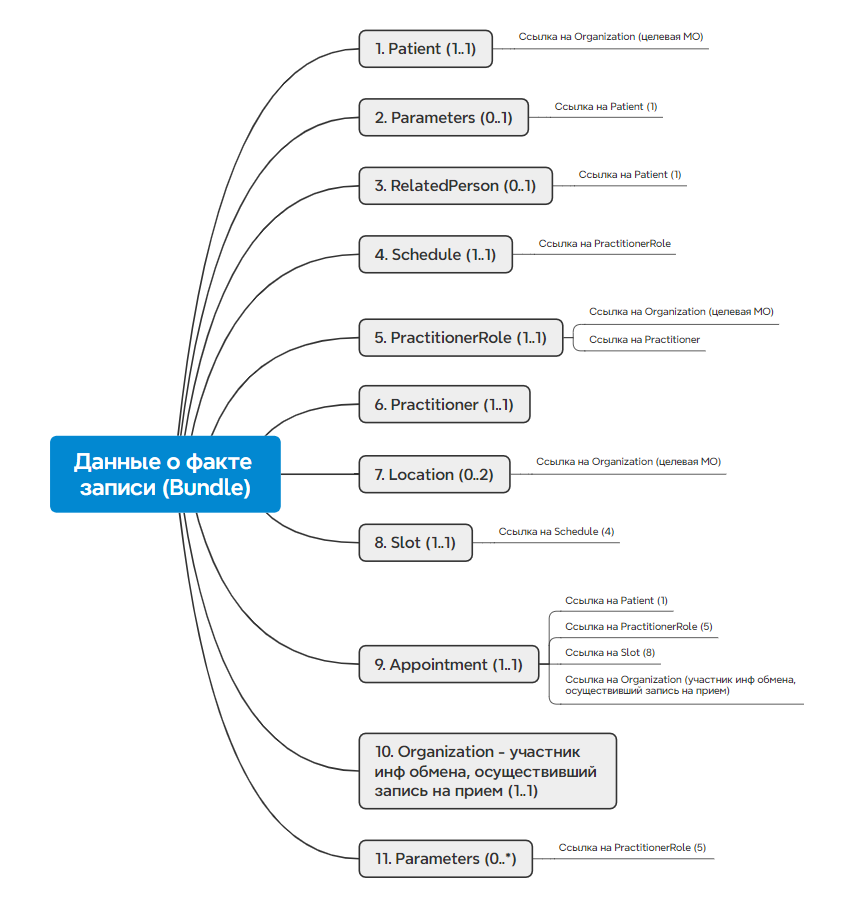 1. Patient (1..1)
Ссылка на Organization (целевая МО)
2. Parameters (0..1)
Ссылка на Patient (1)
3. RelatedPerson (0..1)
Ссылка на Patient (1)
4. Schedule (1..1)
Ссылка на PractitionerRole
5. PractitionerRole (1..1)
Ссылка на Organization (целевая МО)
Ссылка на Practitioner
6. Practitioner (1..1)
Данные о факте
записи (Bundle)
7. Location (0..2)
Ссылка на Organization (целевая МО)
8. Slot (1..1)
Ссылка на Schedule (4)
9. Appointment (1..1)
Ссылка на Patient (1)
Ссылка на PractitionerRole (5)
Ссылка на Slot (8)
Ссылка на Organization (участник инф обмена,
осуществивший запись на прием)
10. Organization - участник
инф обмена, осуществивший
запись на прием (1..1)
11. Parameters (0..*)
Ссылка на PractitionerRole (5)